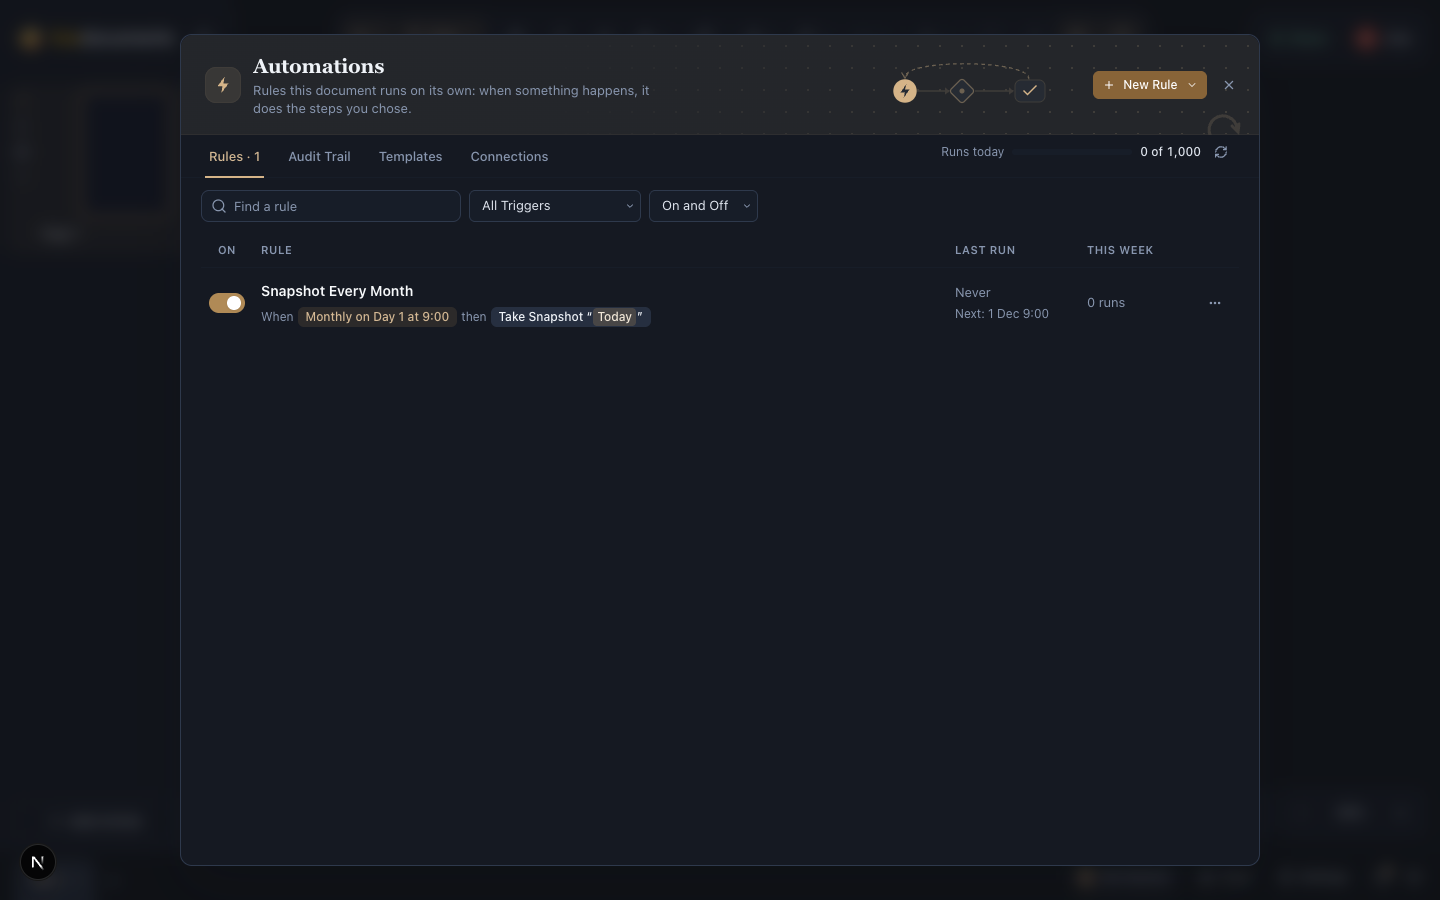 Automations
Rules this document runs on its own: when something happens, it
does the steps you chose.
New Rule
Rules · 1 Audit Trail Templates Connections Runs today 0 of 1,000
Find a rule All Triggers On and Off
ON RULE LAST RUN THIS WEEK
Snapshot Every Month
When Monthly on Day 1 at 9:00 then Take Snapshot “ Today ”
Never
Next: 1 Dec 9:00
0 runs
N